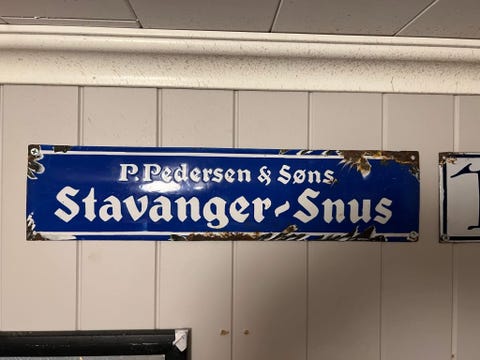 P. Pedersen & Søns
Stavanger-Snus